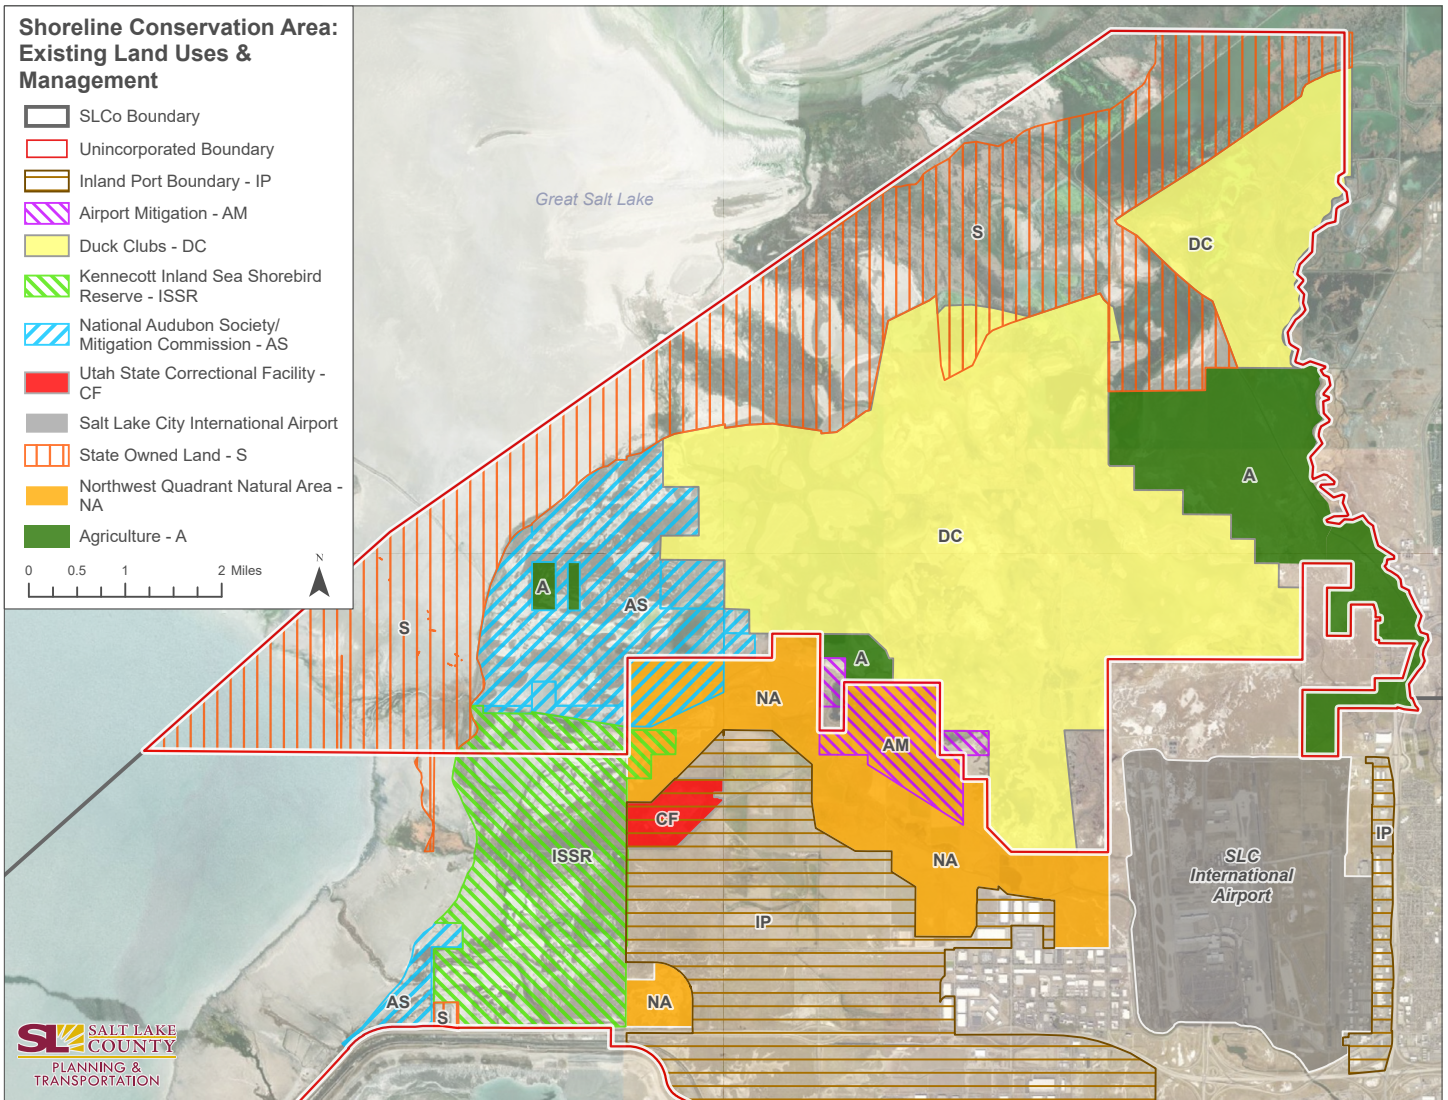 Shoreline Conservation Area:
Existing Land Uses &
Management
SLCo Boundary
Unincorporated Boundary
Inland Port Boundary - IP
Airport Mitigation - AM
Duck Clubs - DC
Kennecott Inland Sea Shorebird
Reserve - ISSR
National Audubon Society/
Mitigation Commission - AS
Utah State Correctional Facility -
CF
Salt Lake City International Airport
State Owned Land - S
Northwest Quadrant Natural Area -
NA
Agriculture - A
N
0 0.5 1 2 Miles
Great Salt Lake
S
DC
A
DC
A
AS
S
A
NA
AM
CF
ISSR
NA
IP
SLC
International
Airport
IP
IP
NA
AS
S
SL SALT LAKE
COUNTY
PLANNING &
TRANSPORTATION